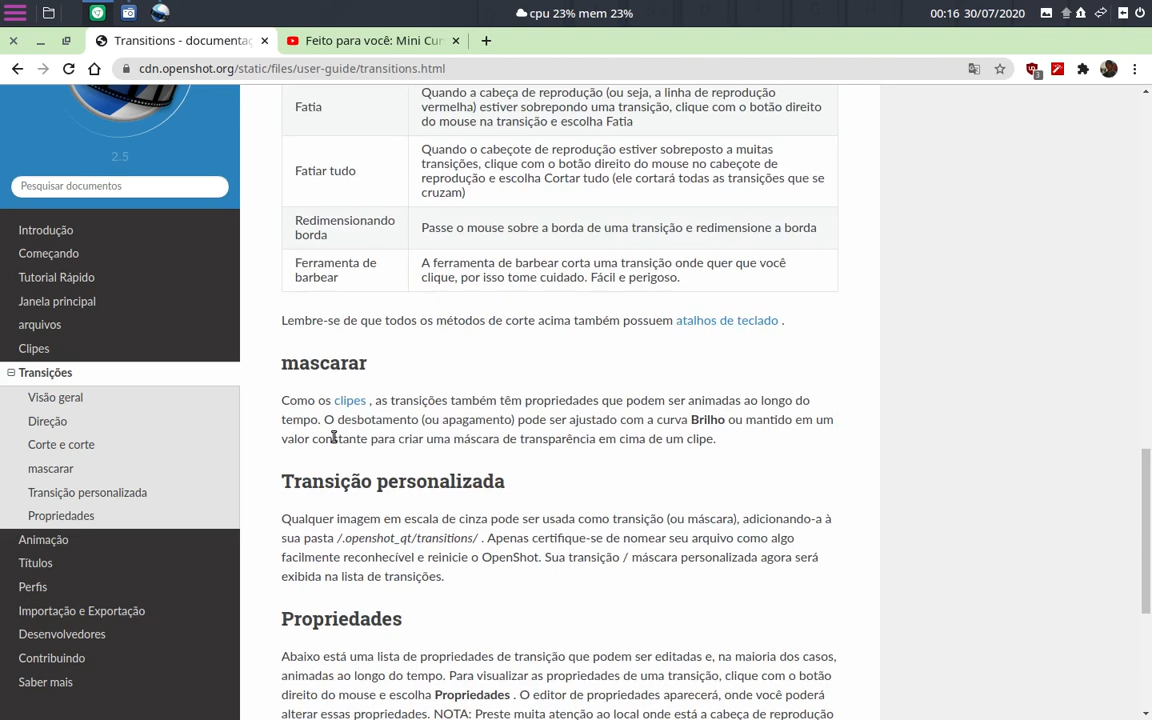 cpu 23% mem 23%
00:16 30/07/2020
Transitions - documentaç
Feito para você: Mini Cur
cdn.openshot.org/static/files/user-guide/transitions.html
3
2.5
Pesquisar documentos
Introdução
Começando
Tutorial Rápido
Janela principal
arquivos
Clipes
Transições
Visão geral
Direção
Corte e corte
mascarar
Transição personalizada
Propriedades
Animação
Títulos
Perfis
Importação e Exportação
Desenvolvedores
Contribuindo
Saber mais
Fatia
Quando a cabeça de reprodução (ou seja, a linha de reprodução
vermelha) estiver sobrepondo uma transição, clique com o botão direito
do mouse na transição e escolha Fatia
Fatiar tudo
Quando o cabeçote de reprodução estiver sobreposto a muitas
transições, clique com o botão direito do mouse no cabeçote de
reprodução e escolha Cortar tudo (ele cortará todas as transições que se
cruzam)
Redimensionando
borda
Passe o mouse sobre a borda de uma transição e redimensione a borda
Ferramenta de
barbear
A ferramenta de barbear corta uma transição onde quer que você
clique, por isso tome cuidado. Fácil e perigoso.
Lembre-se de que todos os métodos de corte acima também possuem atalhos de teclado .
mascarar
Como os clipes , as transições também têm propriedades que podem ser animadas ao longo do
tempo. O desbotamento (ou apagamento) pode ser ajustado com a curva Brilho ou mantido em um
valor constante para criar uma máscara de transparência em cima de um clipe.
Transição personalizada
Qualquer imagem em escala de cinza pode ser usada como transição (ou máscara), adicionando-a à
sua pasta /.openshot_qt/transitions/ . Apenas certifique-se de nomear seu arquivo como algo
facilmente reconhecível e reinicie o OpenShot. Sua transição / máscara personalizada agora será
exibida na lista de transições.
Propriedades
Abaixo está uma lista de propriedades de transição que podem ser editadas e, na maioria dos casos,
animadas ao longo do tempo. Para visualizar as propriedades de uma transição, clique com o botão
direito do mouse e escolha Propriedades . O editor de propriedades aparecerá, onde você poderá
alterar essas propriedades. NOTA: Preste muita atenção ao local onde está a cabeça de reprodução